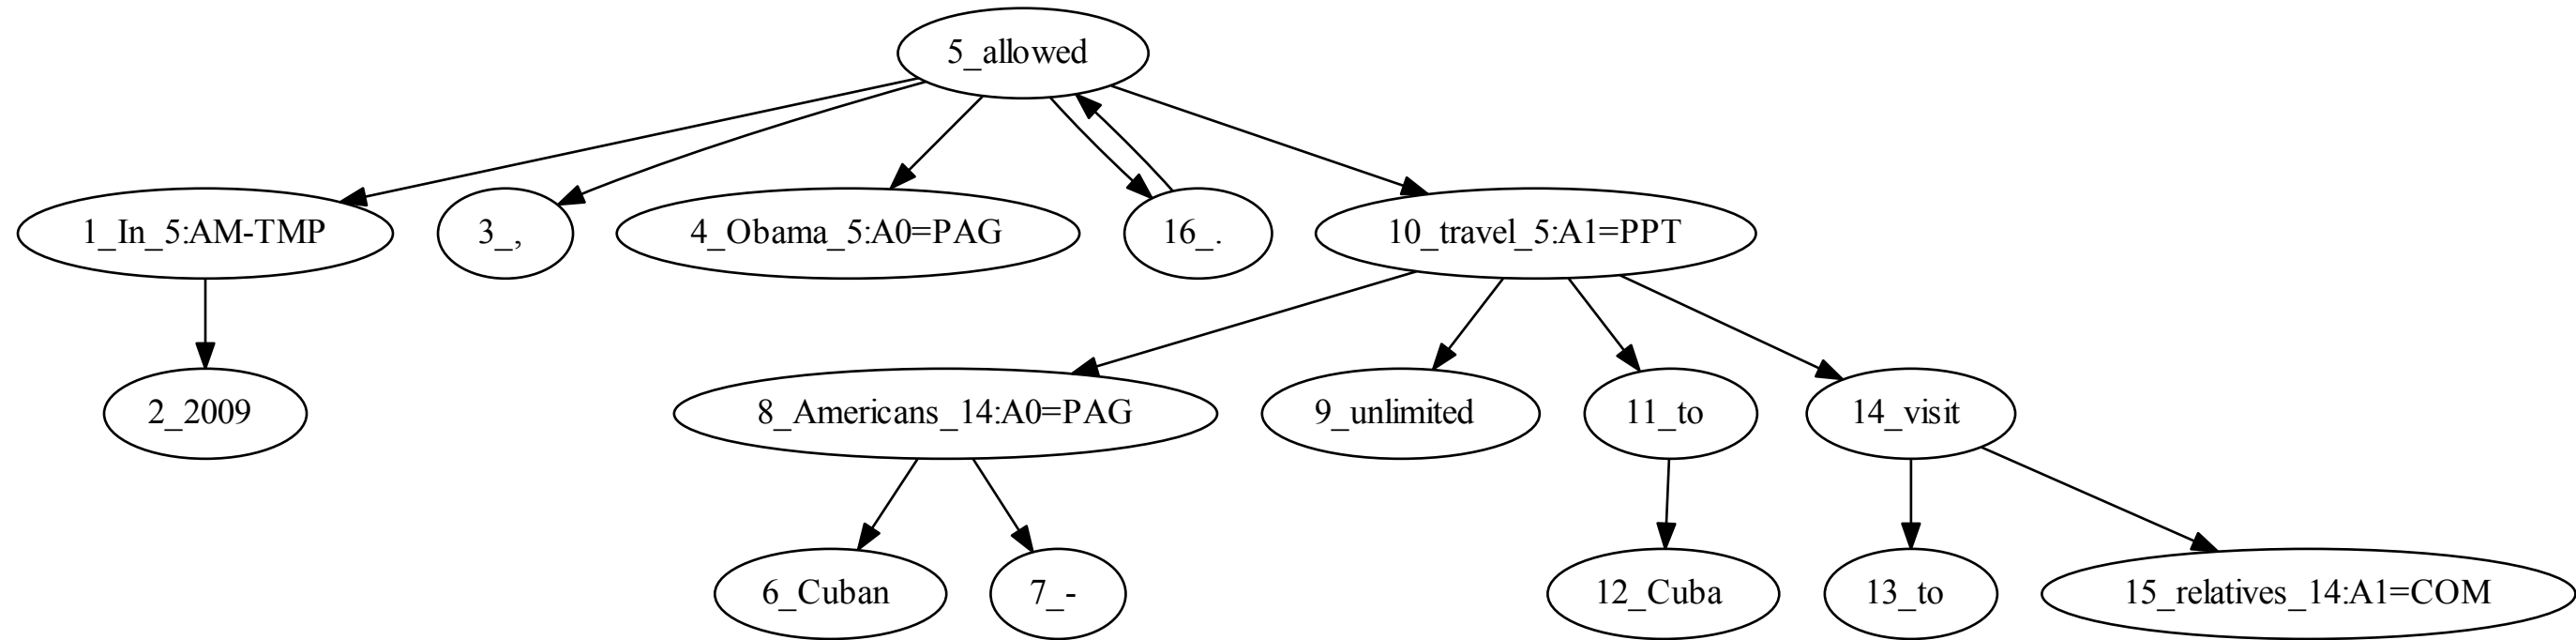 5_allowed
1_In_5:AM-TMP
3_,
4_Obama_5:A0=PAG
16_.
10_travel_5:A1=PPT
2_2009
8_Americans_14:A0=PAG
9_unlimited
11_to
14_visit
6_Cuban
7_-
12_Cuba
13_to
15_relatives_14:A1=COM